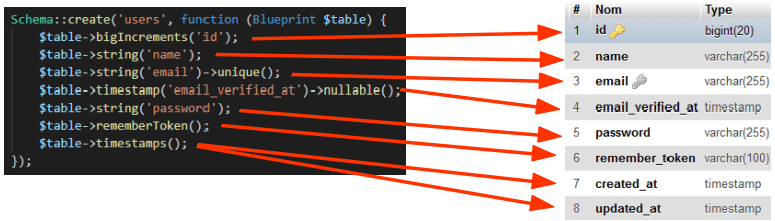 Schema::create('users', function (Blueprint $table) {
$table->bigIncrements('id');
$table->string('name');
$table->string('email')->unique();
$table->timestamp('email_verified_at')->nullable();
$table->string('password');
$table->rememberToken();
$table->timestamps();
});
# Nom Type
1 id bigint(20)
2 name varchar(255)
3 email varchar(255)
4 email_verified_at timestamp
5 password varchar(255)
6 remember_token varchar(100)
7 created_at timestamp
8 updated_at timestamp